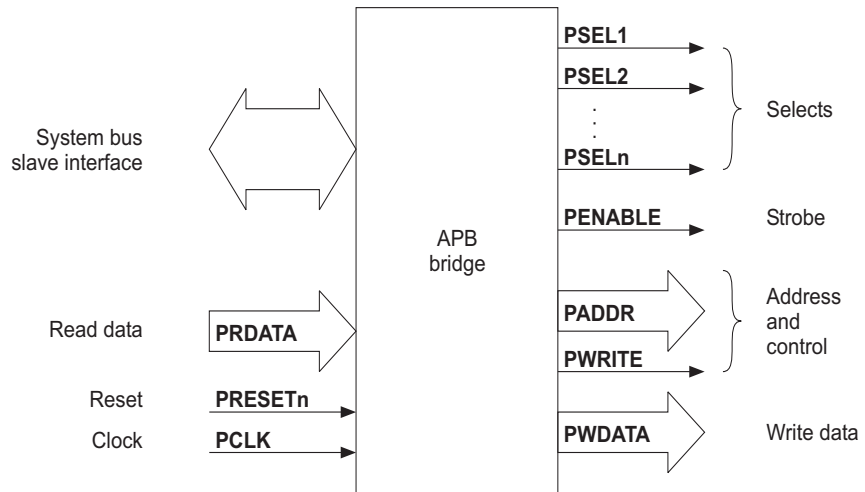 PSEL1
PSEL2
Selects
System bus
slave interface
PSELn
PENABLE
Strobe
APB
bridge
Read data
PRDATA
PADDR
Address
and
control
PWRITE
Reset
PRESETn
Clock
PCLK
PWDATA
Write data